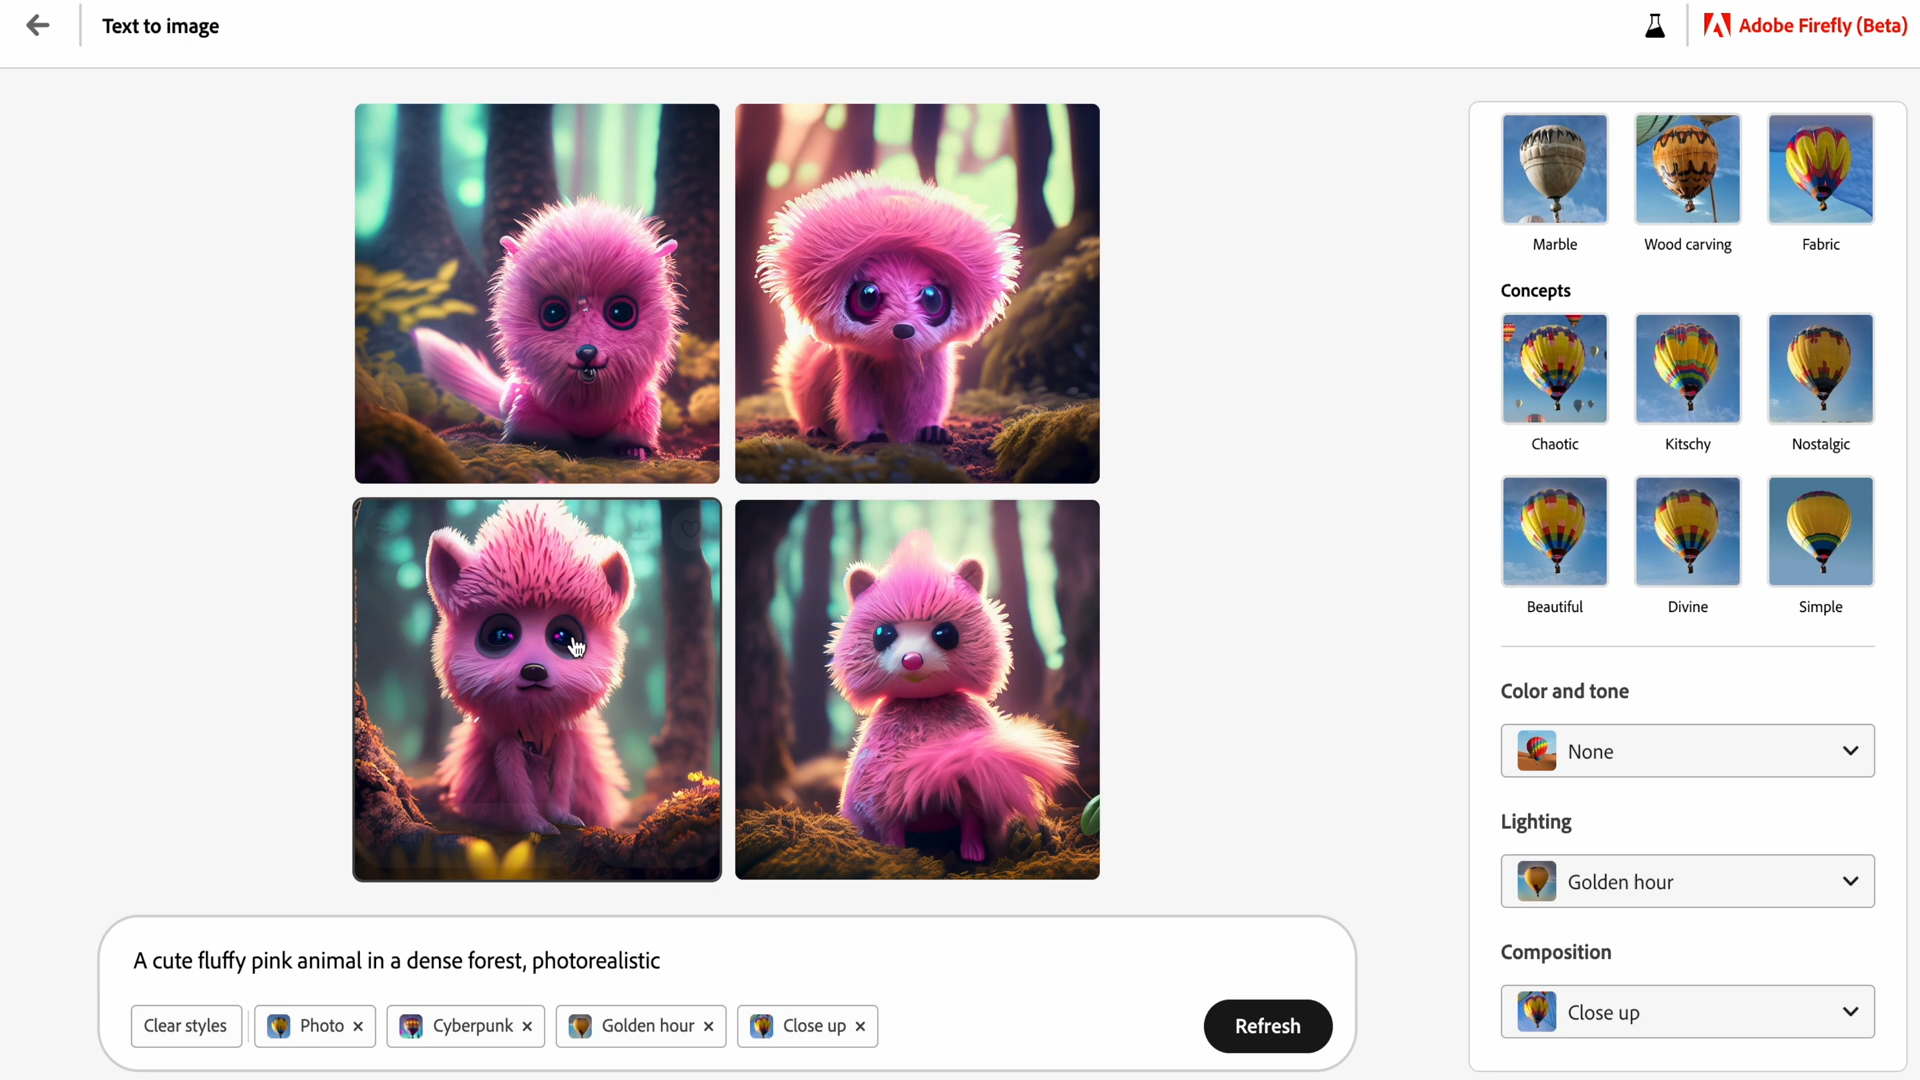 Text to image
Adobe Firefly (Beta)
Marble
Wood carving
Fabric
Concepts
Chaotic
Kitschy
Nostalgic
Beautiful
Divine
Simple
Color and tone
None
Lighting
Golden hour
Composition
Close up
A cute fluffy pink animal in a dense forest, photorealistic
Clear styles
Photo
Cyberpunk
Golden hour
Close up
Refresh